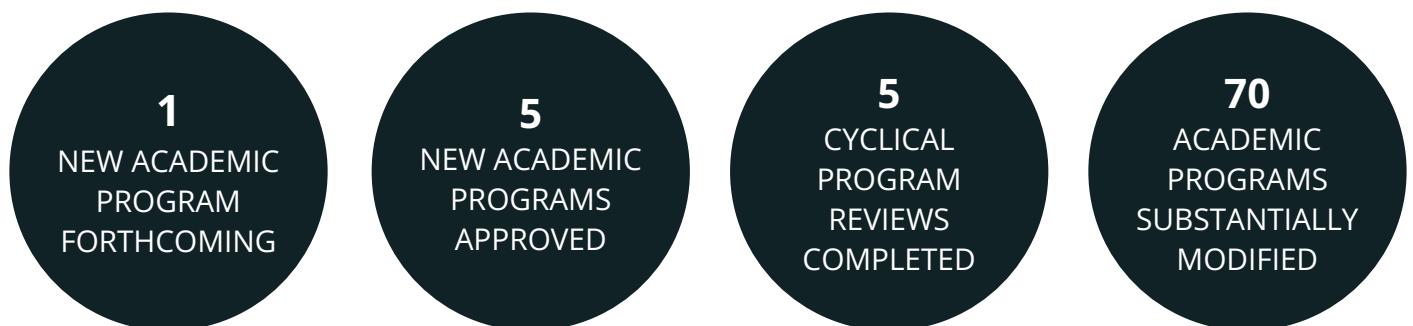 1
NEW ACADEMIC
PROGRAM
FORTHCOMING
5
NEW ACADEMIC
PROGRAMS
APPROVED
5
CYCLICAL
PROGRAM
REVIEWS
COMPLETED
70
ACADEMIC
PROGRAMS
SUBSTANTIALLY
MODIFIED